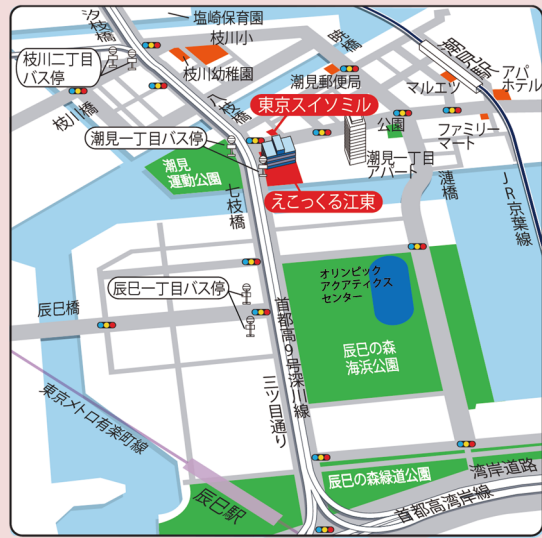 汐枝橋
塩崎保育園
枝川小
枝川二丁目
バス停
枝川幼稚園
暁橋
潮見駅
アパ
ホテル
潮見郵便局
マルエツ
枝川橋
八枝橋
東京スイソミル
潮見一丁目バス停
公園
ファミリー
マート
潮見一丁目
アパート
潮見
運動公園
七枝橋
えこっくる江東
漣橋
JR京葉線
オリンピック
アクアティクス
センター
辰巳一丁目バス停
辰巳橋
首都高9号深川線
三ツ目通り
辰巳の森
海浜公園
東京メトロ有楽町線
辰巳駅
辰巳の森緑道公園
湾岸道路
首都高湾岸線